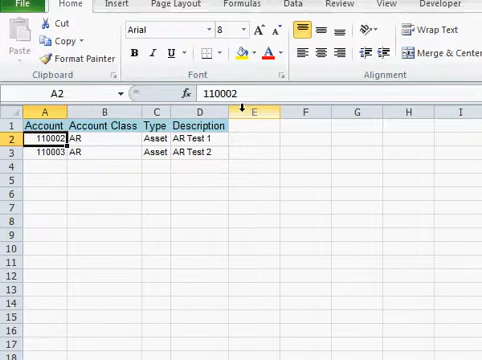 File Home Insert Page Layout Formulas Data Review View
Cut Arial 8 A A Wrap Text
Copy
Paste Format Painter B I U A Merge & Center
Clipboard Font Alignment
A2 fx 110002
A B C D E F G H I
1 Account Account Class Type Description
2 110002 AR Asset AR Test 1
3 110003 AR Asset AR Test 2
4
5
6
7
8
9
10
11
12
13
14
15
16
17
18